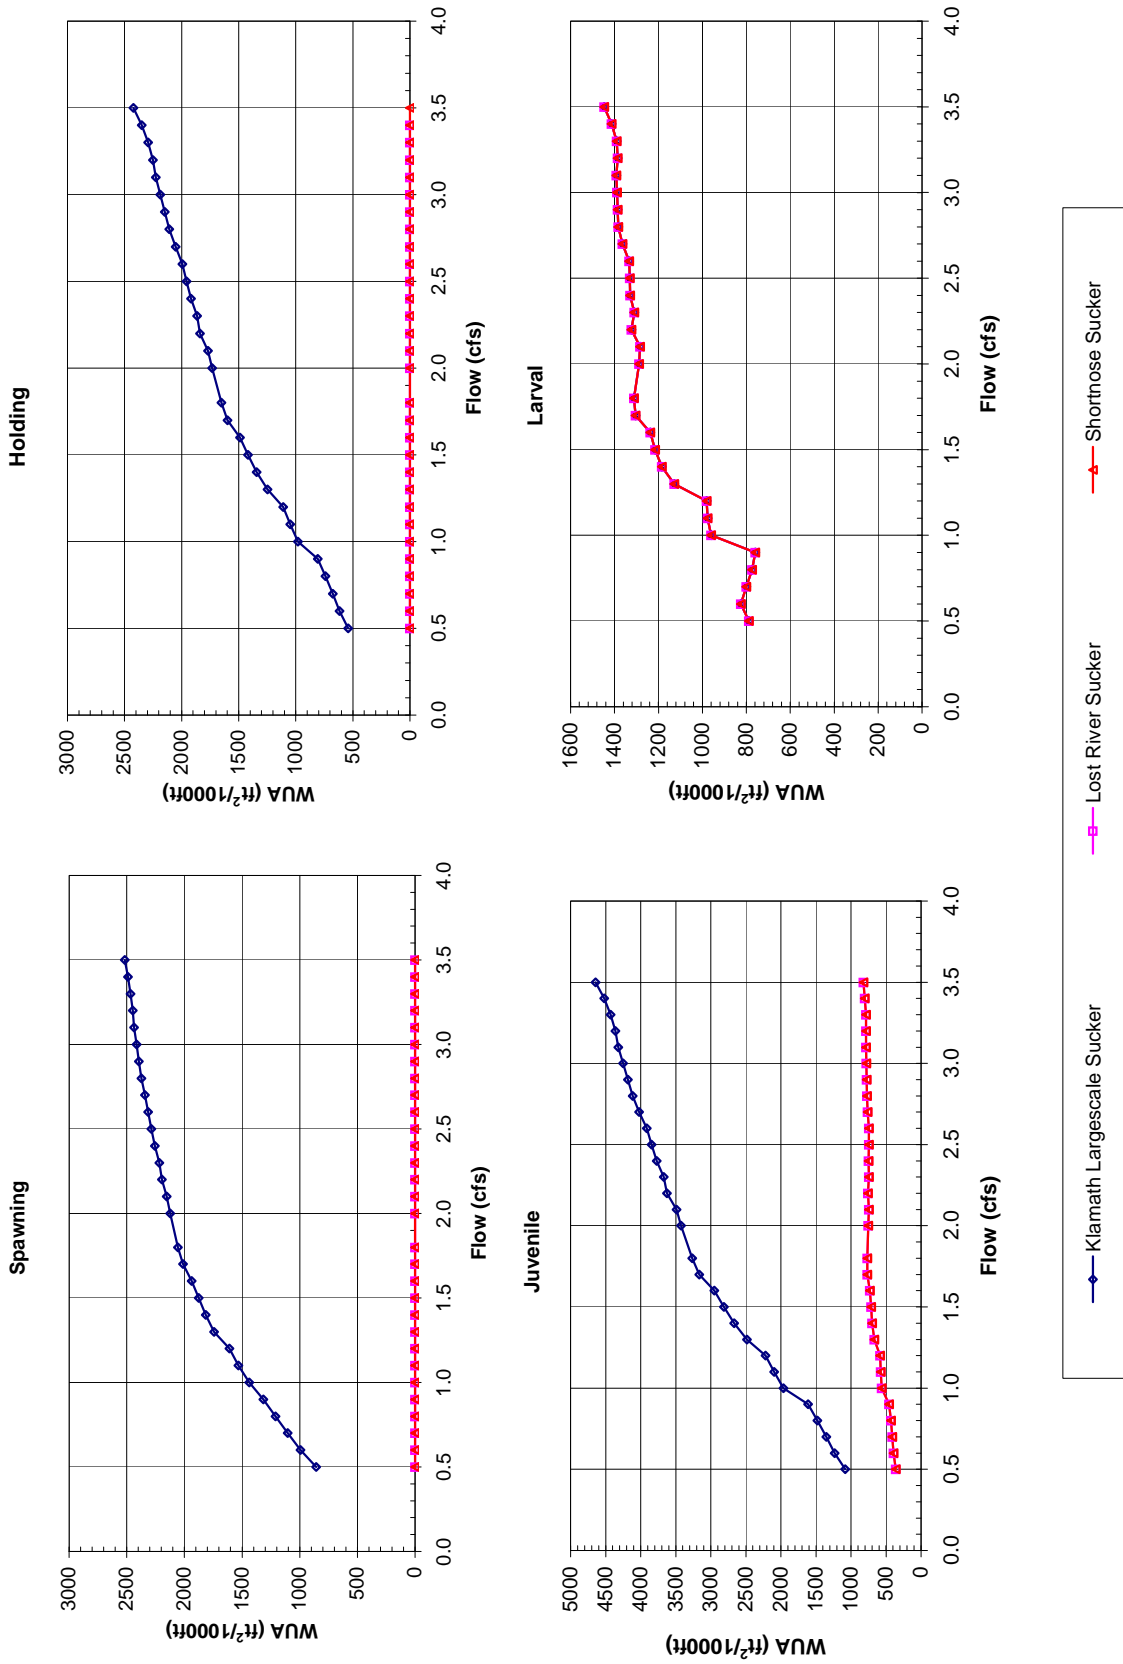 Spawning
3000
2500
2000
1500
1000
500
0
WUA (ft²/1000ft)
0.0 0.5 1.0 1.5 2.0 2.5 3.0 3.5 4.0
Flow (cfs)
Holding
3000
2500
2000
1500
1000
500
0
WUA (ft²/1000ft)
0.0 0.5 1.0 1.5 2.0 2.5 3.0 3.5 4.0
Flow (cfs)
Juvenile
5000
4500
4000
3500
3000
2500
2000
1500
1000
500
0
WUA (ft²/1000ft)
0.0 0.5 1.0 1.5 2.0 2.5 3.0 3.5 4.0
Flow (cfs)
Larval
1600
1400
1200
1000
800
600
400
200
0
WUA (ft²/1000ft)
0.0 0.5 1.0 1.5 2.0 2.5 3.0 3.5 4.0
Flow (cfs)
Klamath Largescale Sucker Lost River Sucker Shortnose Sucker